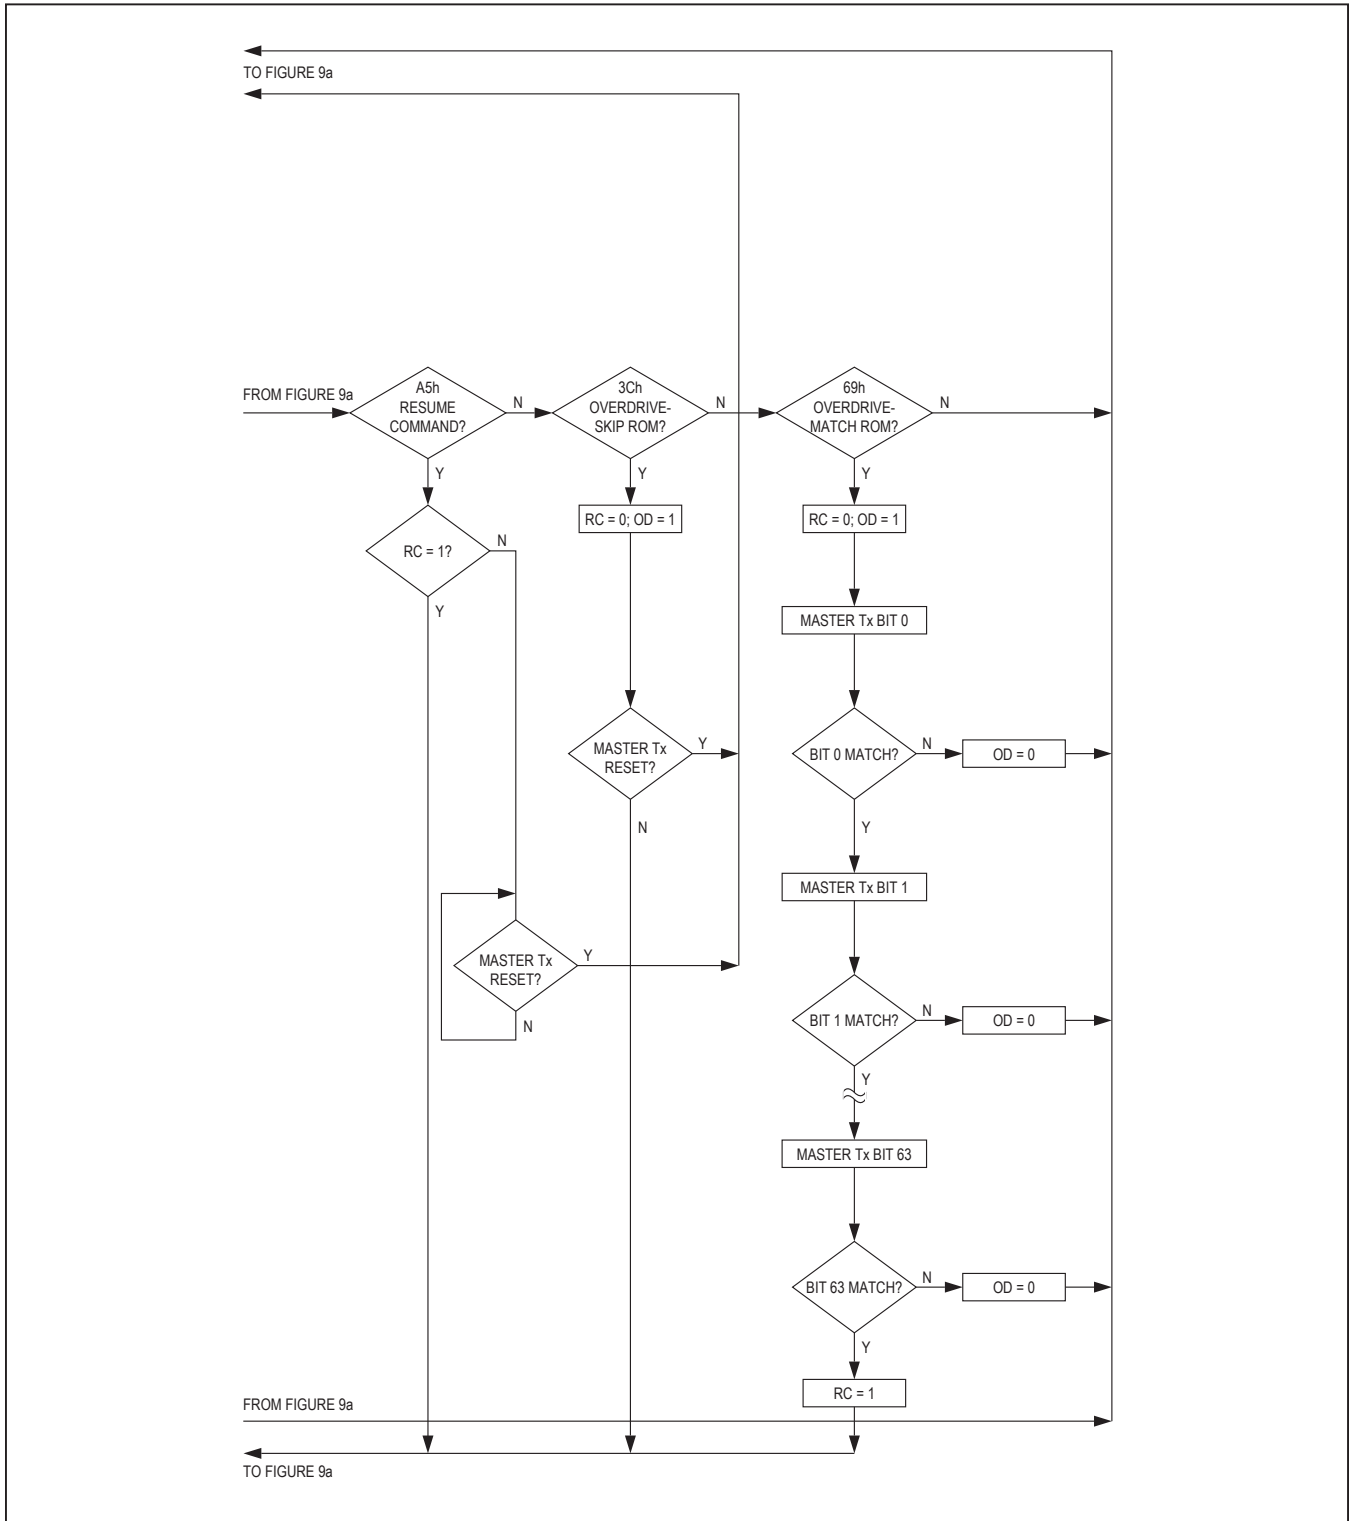 TO FIGURE 9a
FROM FIGURE 9a
A5h
RESUME
COMMAND?
N
Y
3Ch
OVERDRIVE-
SKIP ROM?
N
Y
69h
OVERDRIVE-
MATCH ROM?
N
Y
RC = 1?
N
Y
RC = 0; OD = 1
RC = 0; OD = 1
MASTER Tx BIT 0
MASTER Tx
RESET?
Y
N
BIT 0 MATCH?
N
Y
OD = 0
MASTER Tx BIT 1
MASTER Tx
RESET?
Y
N
BIT 1 MATCH?
N
Y
OD = 0
MASTER Tx BIT 63
BIT 63 MATCH?
N
Y
OD = 0
RC = 1
FROM FIGURE 9a
TO FIGURE 9a